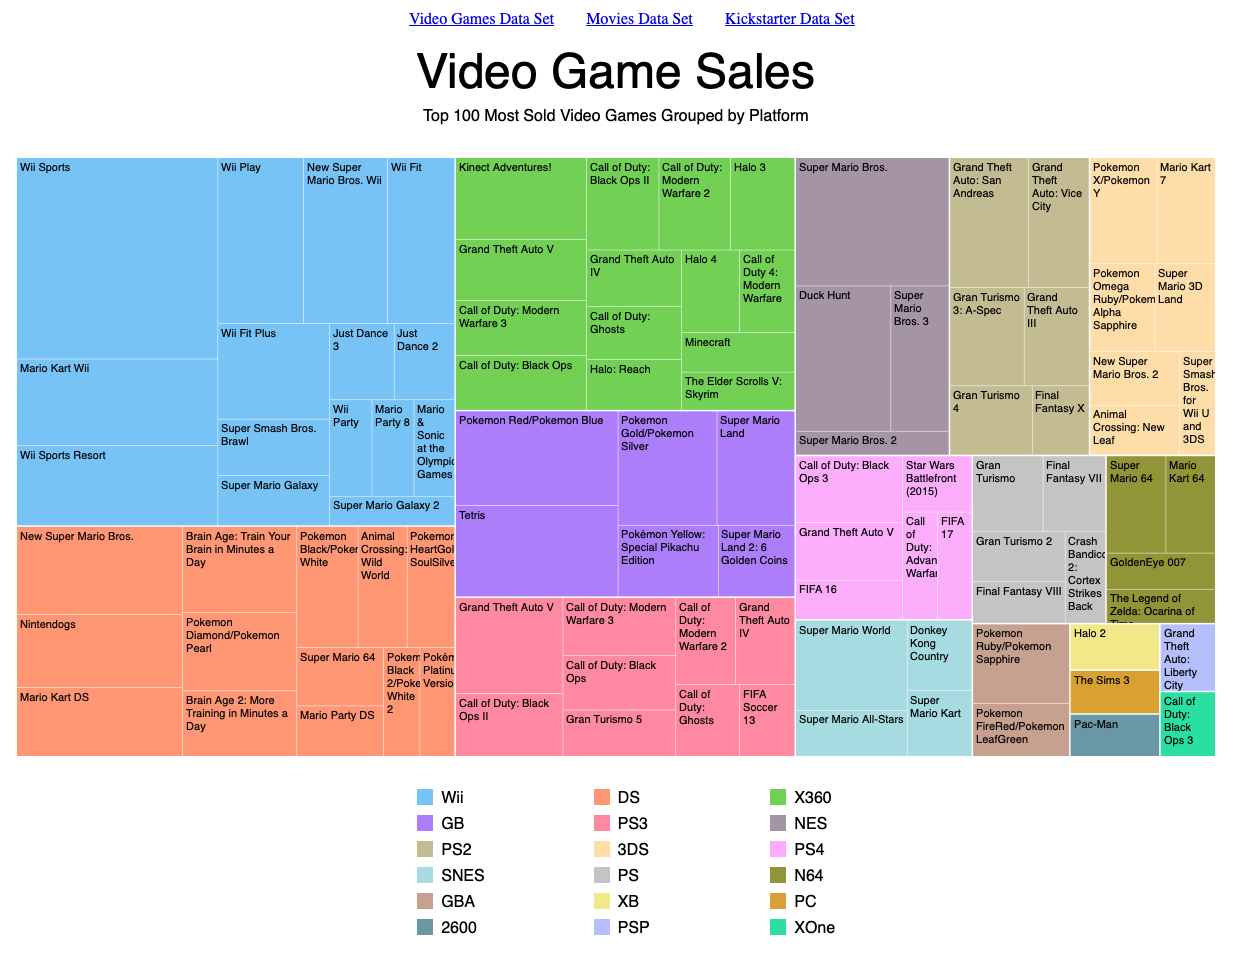 Video Games Data Set
Movies Data Set
Kickstarter Data Set
Video Game Sales
Top 100 Most Sold Video Games Grouped by Platform
Wii Sports
Mario Kart Wii
Wii Sports Resort
Wii Play
New Super
Mario Bros. Wii
Wii Fit
Wii Fit Plus
Super Smash Bros.
Brawl
Super Mario Galaxy
Just Dance
3
Just
Dance 2
Wii
Party
Mario
Party 8
Mario
&
Sonic
at the
Olympic
Games
Super Mario Galaxy 2
New Super Mario Bros.
Nintendogs
Mario Kart DS
Brain Age: Train Your
Brain in Minutes a
Day
Pokemon
Diamond/Pokemon
Pearl
Brain Age 2: More
Training in Minutes a
Day
Pokemon
Black/Poker
White
Animal
Crossing:
Wild
World
Pokemon
HeartGol
SoulSilve
Super Mario 64
Mario Party DS
Pokem
Black
2/Poke
White
2
Pokém
Platinu
Versio
Kinect Adventures!
Grand Theft Auto V
Call of Duty: Modern
Warfare 3
Call of Duty: Black Ops
Call of Duty:
Black Ops II
Call of Duty:
Modern
Warfare 2
Halo 3
Grand Theft Auto
IV
Call of Duty:
Ghosts
Halo: Reach
Halo 4
Call of
Duty 4:
Modern
Warfare
Minecraft
The Elder Scrolls V:
Skyrim
Pokemon Red/Pokemon Blue
Tetris
Pokemon
Gold/Pokemon
Silver
Super Mario
Land
Pokémon Yellow:
Special Pikachu
Edition
Super Mario
Land 2: 6
Golden Coins
Grand Theft Auto V
Call of Duty: Black
Ops II
Call of Duty: Modern
Warfare 3
Call of Duty: Black
Ops
Gran Turismo 5
Call of
Duty:
Modern
Warfare 2
Grand
Theft Auto
IV
Call of
Duty:
Ghosts
FIFA
Soccer
13
Super Mario Bros.
Duck Hunt
Super
Mario
Bros. 3
Super Mario Bros. 2
Grand Theft
Auto: San
Andreas
Grand
Theft
Auto: Vice
City
Gran Turismo
3: A-Spec
Grand
Theft Auto
III
Gran Turismo
4
Final
Fantasy X
Pokemon
X/Pokemon
Y
Mario Kart
7
Pokemon
Omega
Ruby/Pokem
Alpha
Sapphire
Super
Mario 3D
Land
New Super
Mario Bros. 2
Animal
Crossing: New
Leaf
Super
Smash
Bros.
for
Wii U
and
3DS
Call of Duty: Black
Ops 3
Grand Theft Auto V
FIFA 16
Star Wars
Battlefront
(2015)
Call
of
Duty:
Advan
Warfar
FIFA
17
Super Mario World
Super Mario All-Stars
Donkey
Kong
Country
Super
Mario Kart
Gran
Turismo
Final
Fantasy VII
Gran Turismo 2
Final Fantasy VIII
Crash
Bandico
2:
Cortex
Strikes
Back
Super
Mario 64
Mario
Kart 64
GoldenEye 007
The Legend of
Zelda: Ocarina of
Time
Pokemon
Ruby/Pokemon
Sapphire
Pokemon
FireRed/Pokemon
LeafGreen
Halo 2
The Sims 3
Pac-Man
Grand
Theft
Auto:
Liberty
City
Call of
Duty:
Black
Ops 3
Wii
DS
X360
GB
PS3
NES
PS2
3DS
PS4
SNES
PS
N64
GBA
XB
PC
2600
PSP
XOne